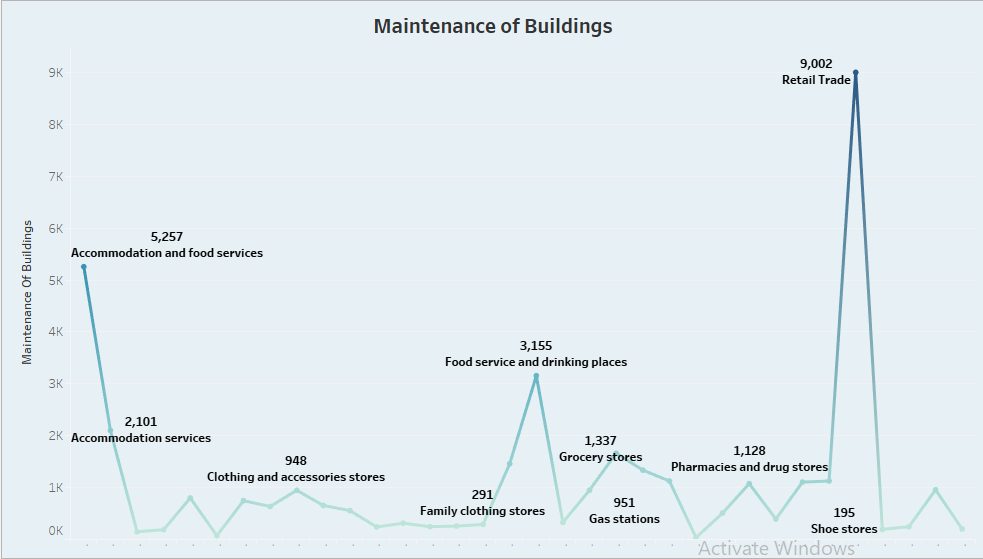 Maintenance of Buildings
9,002
Retail Trade
9K
8K
7K
6K
5K
4K
3K
2K
1K
0K
Maintenance Of Buildings
5,257
Accommodation and food services
3,155
Food service and drinking places
2,101
Accommodation services
1,337
Grocery stores
1,128
Pharmacies and drug stores
948
Clothing and accessories stores
291
Family clothing stores
951
Gas stations
195
Shoe stores
Activate Windows